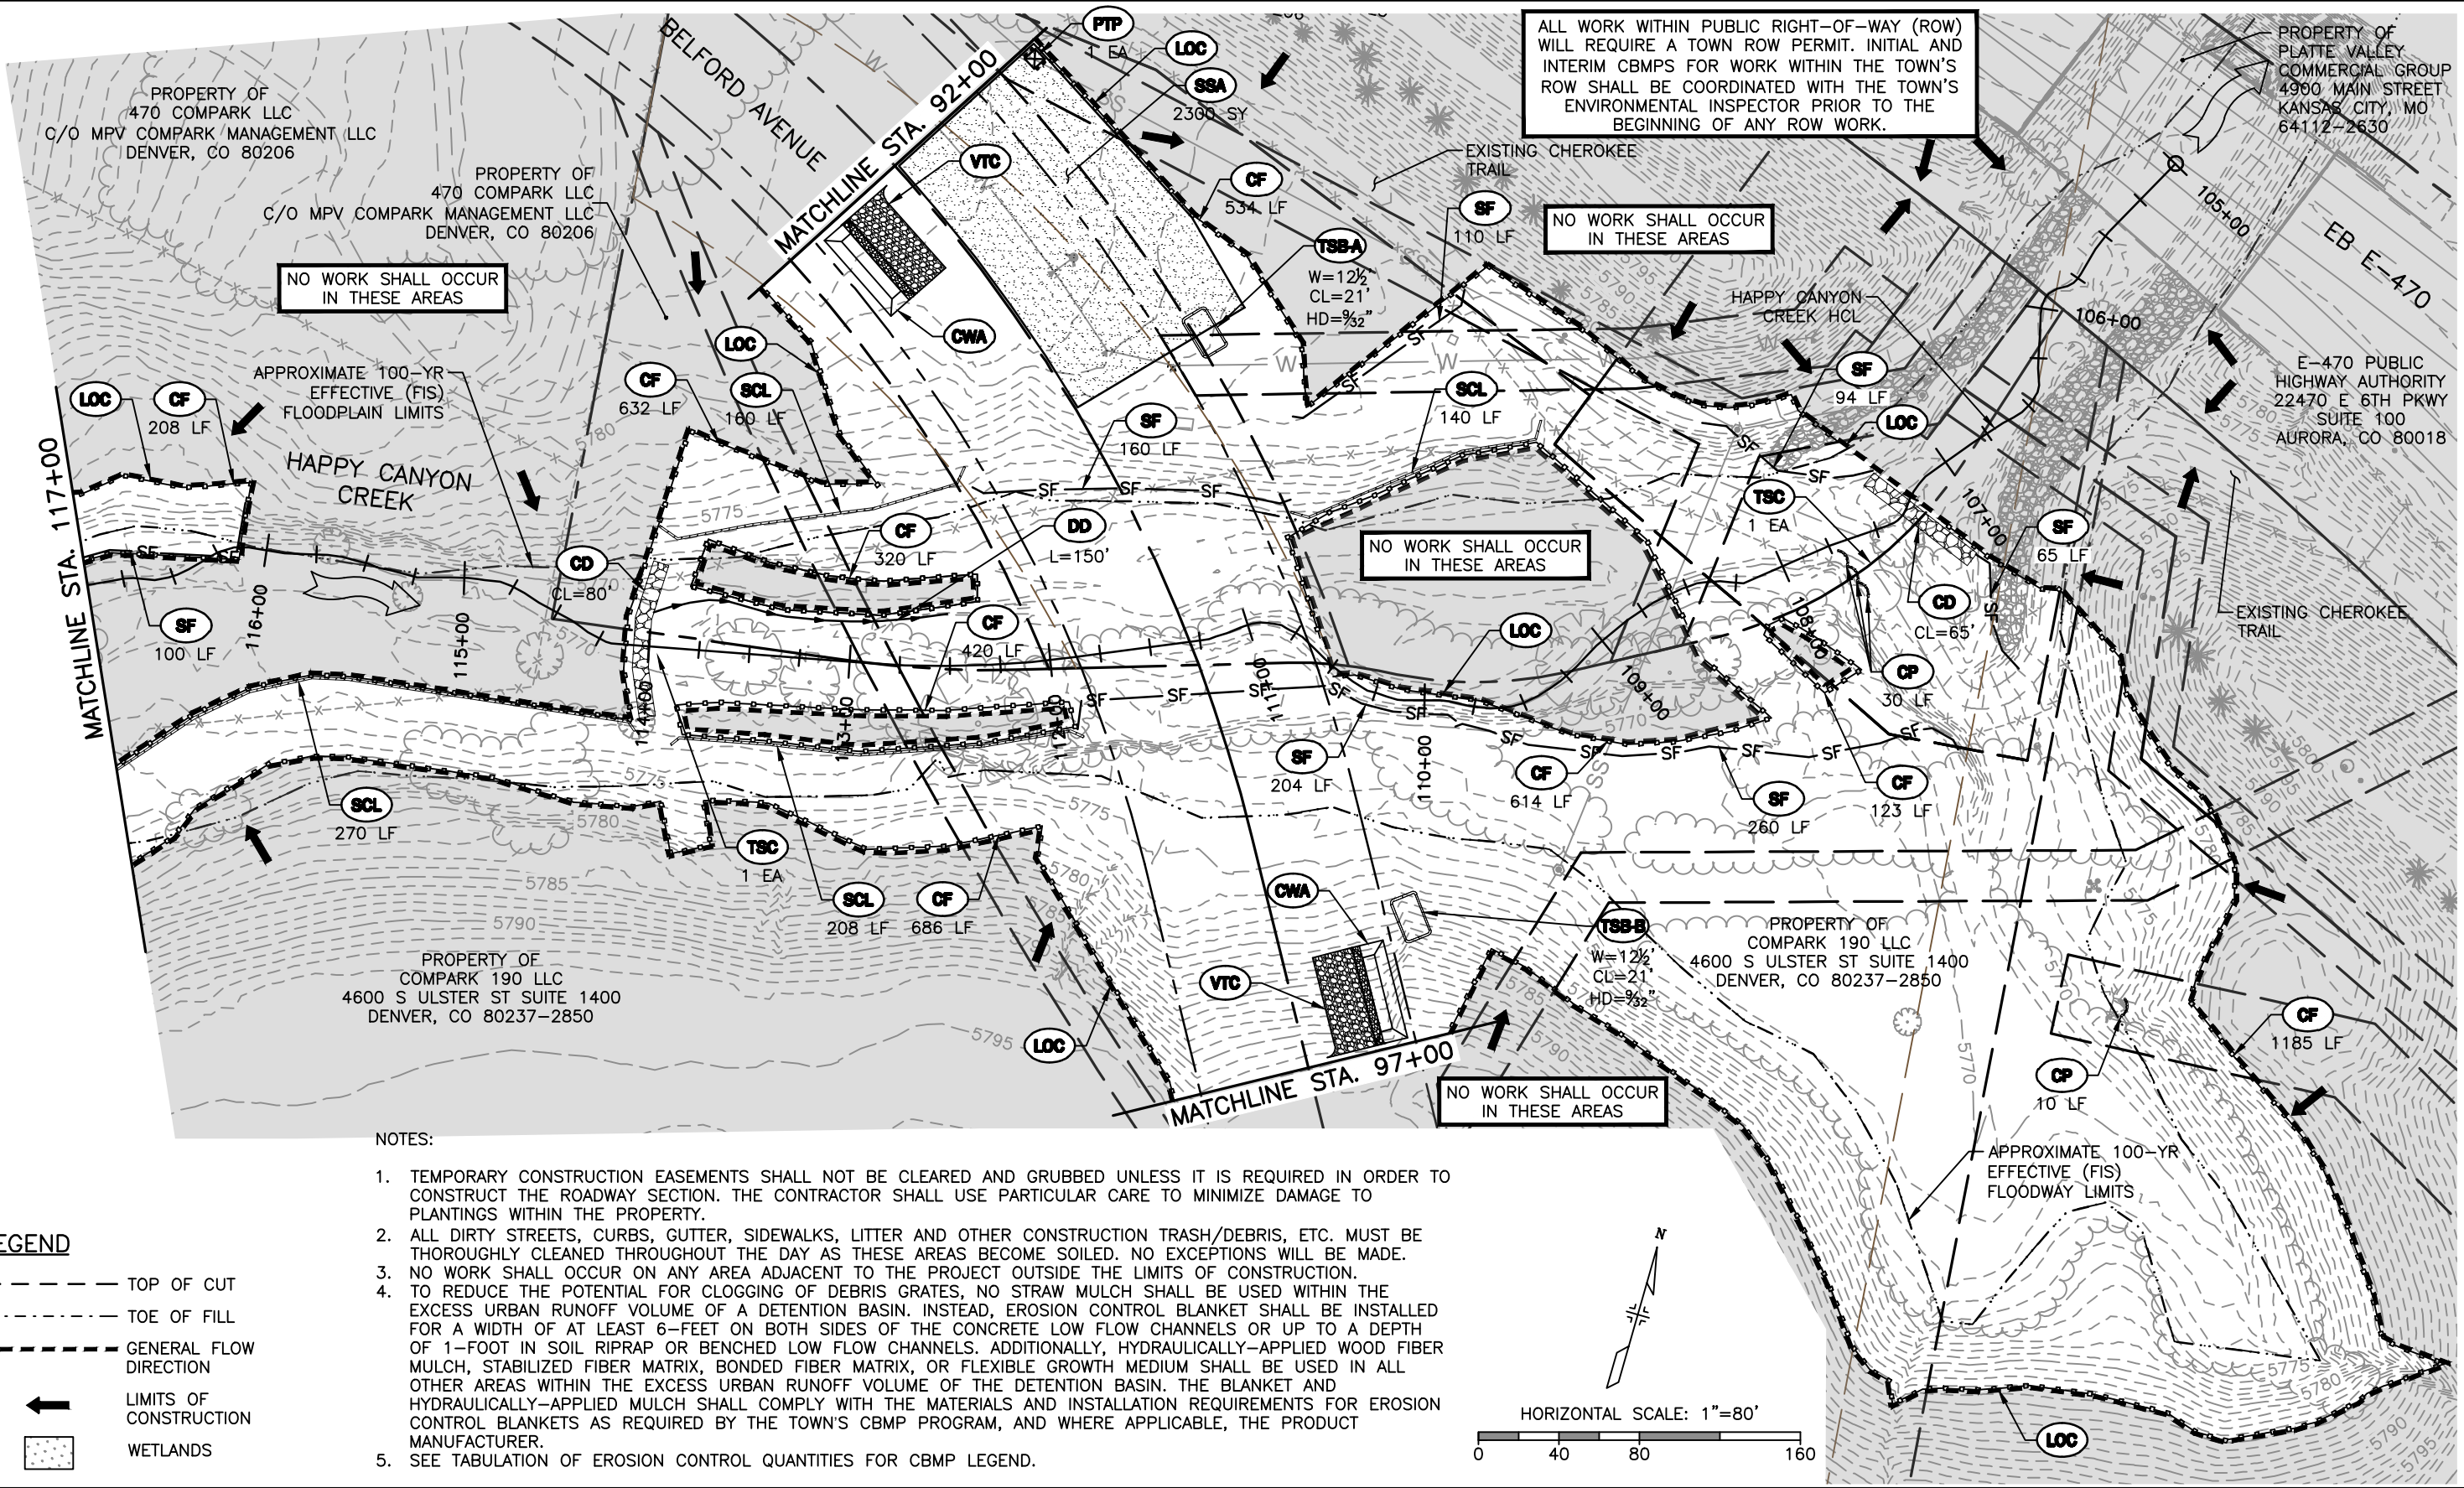 PROPERTY OF
470 COMPARK LLC
C/O MPV COMPARK MANAGEMENT LLC
DENVER, CO 80206
PROPERTY OF
470 COMPARK LLC
C/O MPV COMPARK MANAGEMENT LLC
DENVER, CO 80206
NO WORK SHALL OCCUR
IN THESE AREAS
BELFORD AVENUE
MATCHLINE STA. 92+00
PTP
1 EA
LOC
SSA
2300 SY
VTC
CF
534 LF
TSB-A
W=12½'
CL=21'
HD=9/32"
CWA
ALL WORK WITHIN PUBLIC RIGHT-OF-WAY (ROW)
WILL REQUIRE A TOWN ROW PERMIT. INITIAL AND
INTERIM CBMPS FOR WORK WITHIN THE TOWN'S
ROW SHALL BE COORDINATED WITH THE TOWN'S
ENVIRONMENTAL INSPECTOR PRIOR TO THE
BEGINNING OF ANY ROW WORK.
EXISTING CHEROKEE
TRAIL
SF
110 LF
NO WORK SHALL OCCUR
IN THESE AREAS
PROPERTY OF
PLATTE VALLEY
COMMERCIAL GROUP
4900 MAIN STREET
KANSAS CITY, MO
64112-2630
105+00
EB E-470
106+00
HAPPY CANYON
CREEK HCL
E-470 PUBLIC
HIGHWAY AUTHORITY
22470 E 6TH PKWY
SUITE 100
AURORA, CO 80018
SF
94 LF
LOC
APPROXIMATE 100-YR
EFFECTIVE (FIS)
FLOODPLAIN LIMITS
LOC
CF
208 LF
HAPPY CANYON
CREEK
MATCHLINE STA. 117+00
LOC
CF
632 LF
SCL
160 LF
SF
160 LF
SCL
140 LF
5780
5775
CF
320 LF
DD
L=150'
CD
CL=80'
CF
420 LF
SF
100 LF
116+00
115+00
114+00
113+00
112+00
111+00
110+00
109+00
108+00
107+00
NO WORK SHALL OCCUR
IN THESE AREAS
LOC
TSC
1 EA
SF
65 LF
CD
CL=65'
CP
30 LF
EXISTING CHEROKEE
TRAIL
SF
204 LF
CF
614 LF
SF
260 LF
CF
123 LF
5770
SCL
270 LF
5775
5780
5785
5790
TSC
1 EA
SCL
208 LF
CF
686 LF
PROPERTY OF
COMPARK 190 LLC
4600 S ULSTER ST SUITE 1400
DENVER, CO 80237-2850
5795
CWA
VTC
LOC
TSB-B
W=12½'
CL=21'
HD=9/32"
PROPERTY OF
COMPARK 190 LLC
4600 S ULSTER ST SUITE 1400
DENVER, CO 80237-2850
MATCHLINE STA. 97+00
NO WORK SHALL OCCUR
IN THESE AREAS
CF
1185 LF
CP
10 LF
APPROXIMATE 100-YR
EFFECTIVE (FIS)
FLOODWAY LIMITS
5770
5775
5780
LOC
NOTES:
1. TEMPORARY CONSTRUCTION EASEMENTS SHALL NOT BE CLEARED AND GRUBBED UNLESS IT IS REQUIRED IN ORDER TO
CONSTRUCT THE ROADWAY SECTION. THE CONTRACTOR SHALL USE PARTICULAR CARE TO MINIMIZE DAMAGE TO
PLANTINGS WITHIN THE PROPERTY.
2. ALL DIRTY STREETS, CURBS, GUTTER, SIDEWALKS, LITTER AND OTHER CONSTRUCTION TRASH/DEBRIS, ETC. MUST BE
THOROUGHLY CLEANED THROUGHOUT THE DAY AS THESE AREAS BECOME SOILED. NO EXCEPTIONS WILL BE MADE.
3. NO WORK SHALL OCCUR ON ANY AREA ADJACENT TO THE PROJECT OUTSIDE THE LIMITS OF CONSTRUCTION.
4. TO REDUCE THE POTENTIAL FOR CLOGGING OF DEBRIS GRATES, NO STRAW MULCH SHALL BE USED WITHIN THE
EXCESS URBAN RUNOFF VOLUME OF A DETENTION BASIN. INSTEAD, EROSION CONTROL BLANKET SHALL BE INSTALLED
FOR A WIDTH OF AT LEAST 6-FEET ON BOTH SIDES OF THE CONCRETE LOW FLOW CHANNELS OR UP TO A DEPTH
OF 1-FOOT IN SOIL RIPRAP OR BENCHED LOW FLOW CHANNELS. ADDITIONALLY, HYDRAULICALLY-APPLIED WOOD FIBER
MULCH, STABILIZED FIBER MATRIX, BONDED FIBER MATRIX, OR FLEXIBLE GROWTH MEDIUM SHALL BE USED IN ALL
OTHER AREAS WITHIN THE EXCESS URBAN RUNOFF VOLUME OF THE DETENTION BASIN. THE BLANKET AND
HYDRAULICALLY-APPLIED MULCH SHALL COMPLY WITH THE MATERIALS AND INSTALLATION REQUIREMENTS FOR EROSION
CONTROL BLANKETS AS REQUIRED BY THE TOWN'S CBMP PROGRAM, AND WHERE APPLICABLE, THE PRODUCT
MANUFACTURER.
5. SEE TABULATION OF EROSION CONTROL QUANTITIES FOR CBMP LEGEND.
EGEND
TOP OF CUT
TOE OF FILL
GENERAL FLOW
DIRECTION
LIMITS OF
CONSTRUCTION
WETLANDS
N
HORIZONTAL SCALE: 1"=80'
0 40 80 160